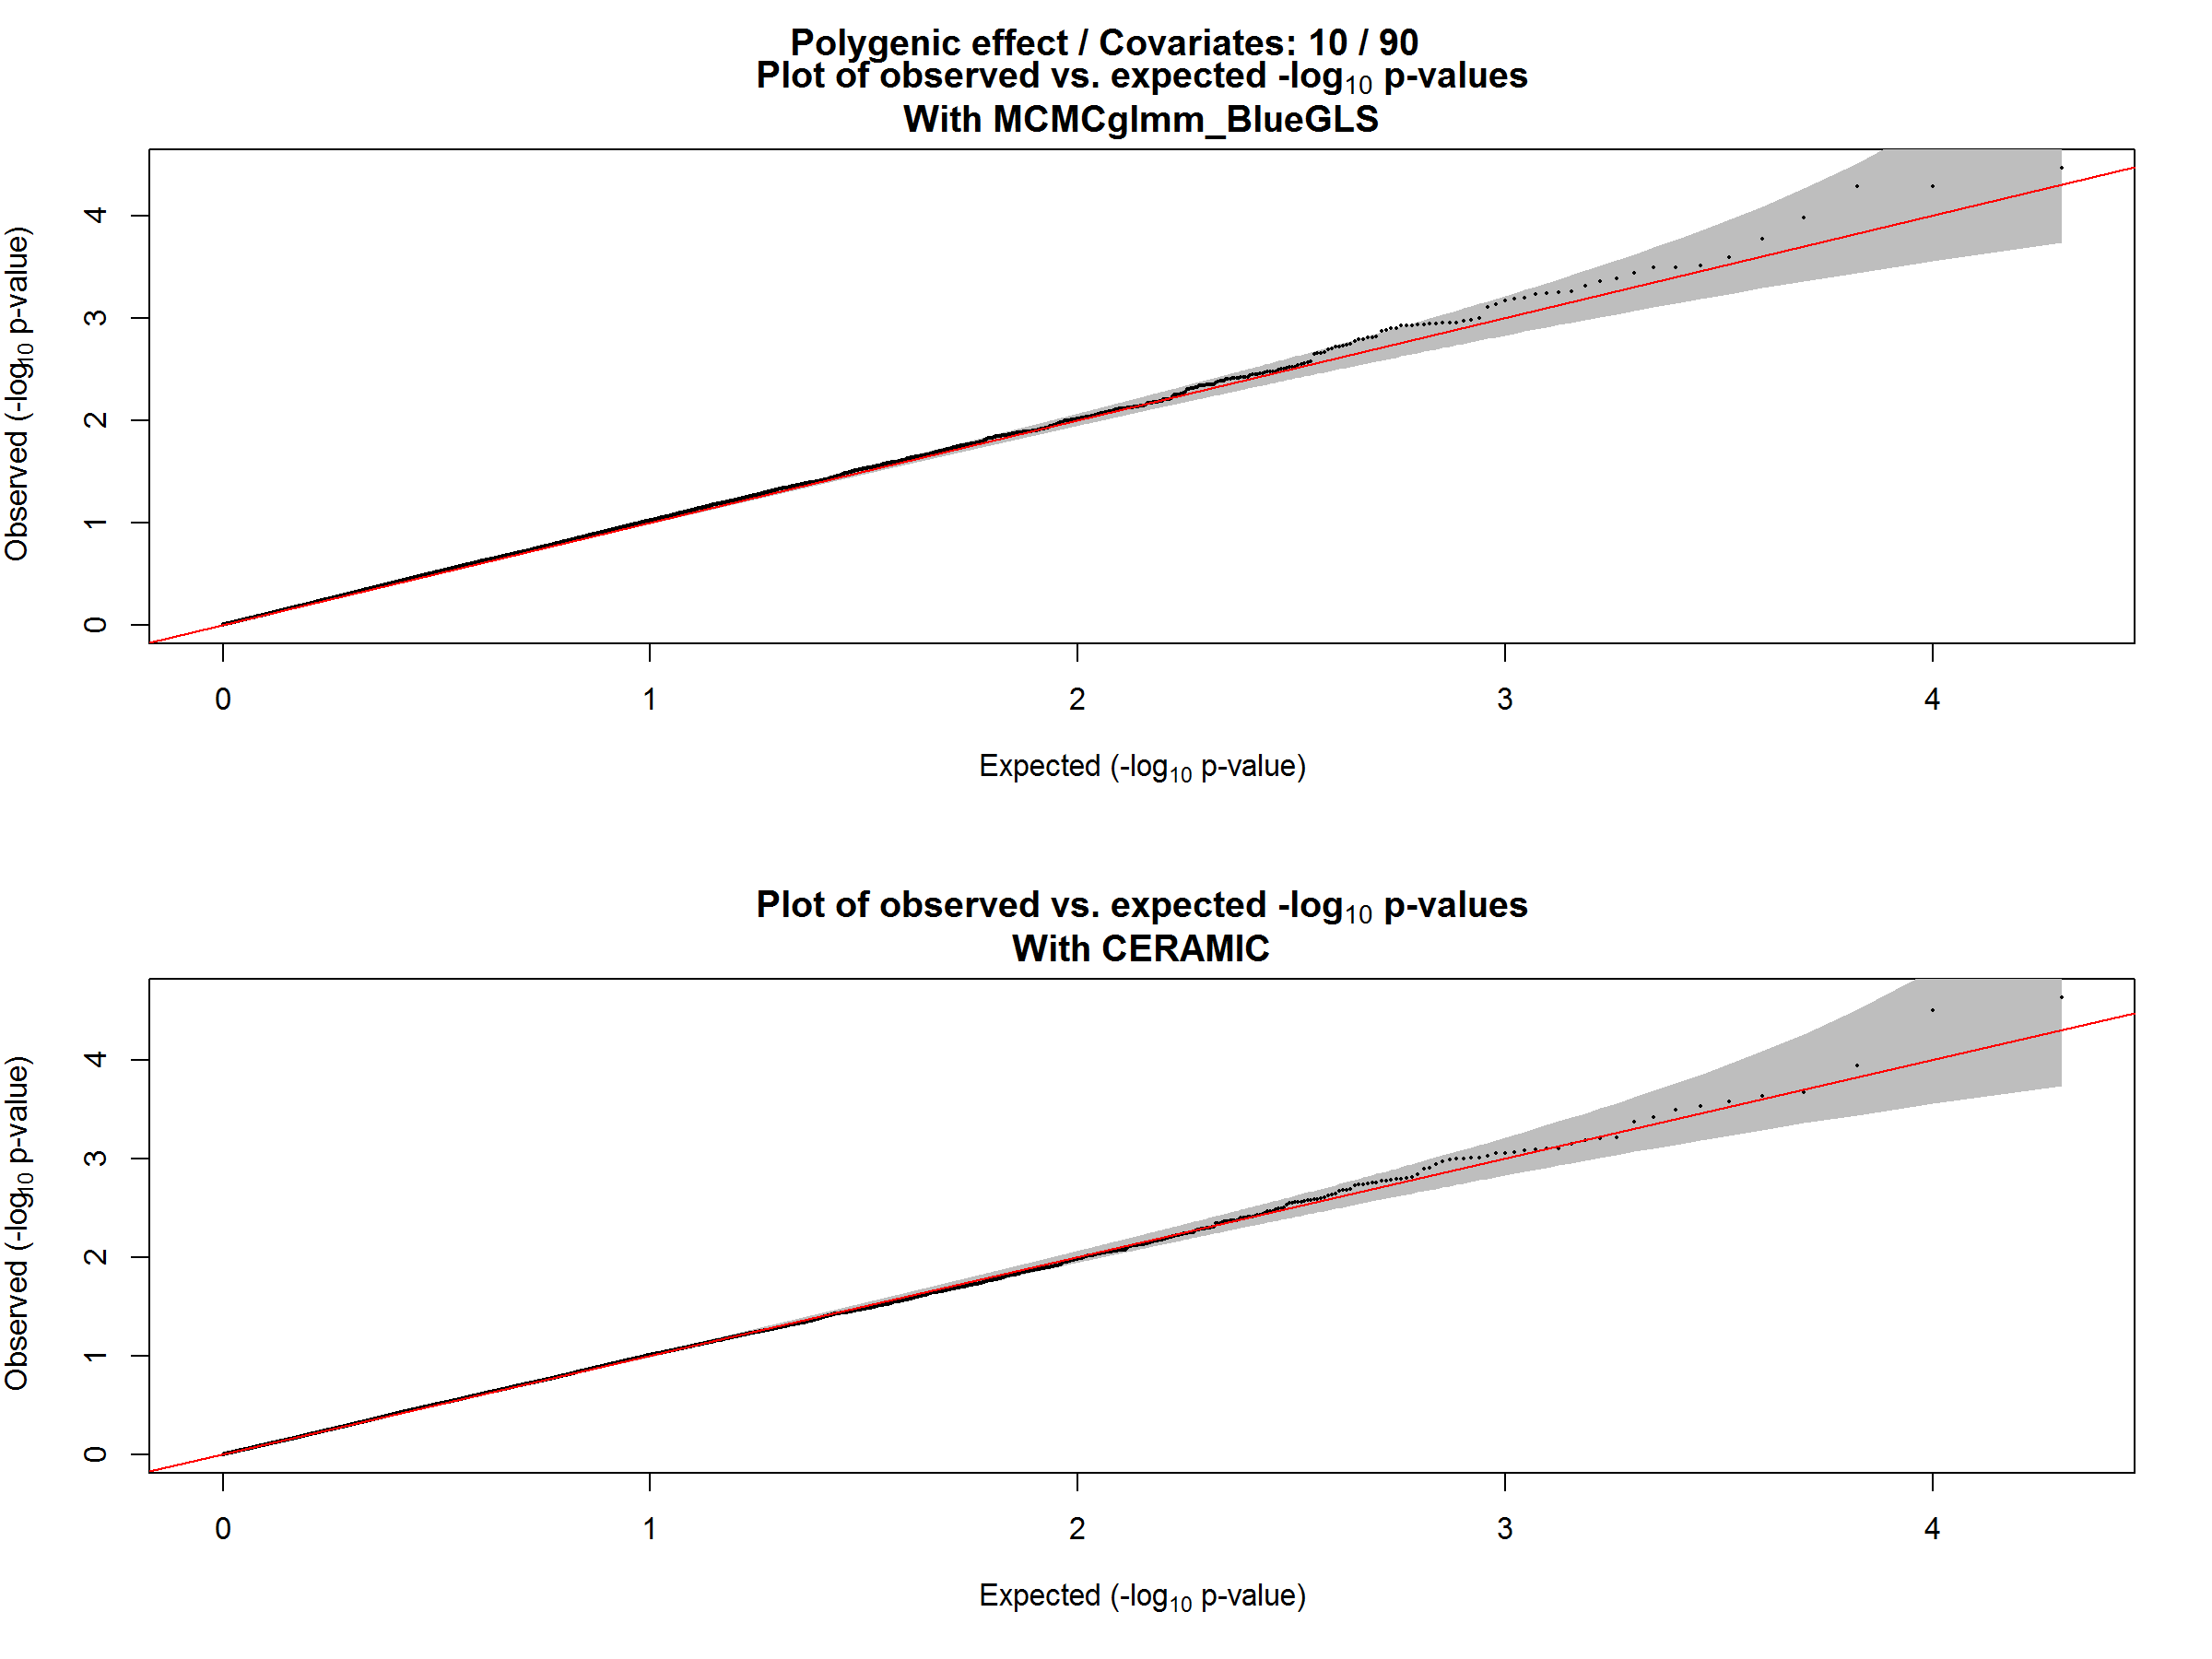 Polygenic effect / Covariates: 10 / 90
Plot of observed vs. expected -log10 p-values
With MCMCglmm_BlueGLS
Observed (-log10 p-value)
4
3
2
1
0
0 1 2 3 4
Expected (-log10 p-value)
Plot of observed vs. expected -log10 p-values
With CERAMIC
Observed (-log10 p-value)
4
3
2
1
0
0 1 2 3 4
Expected (-log10 p-value)